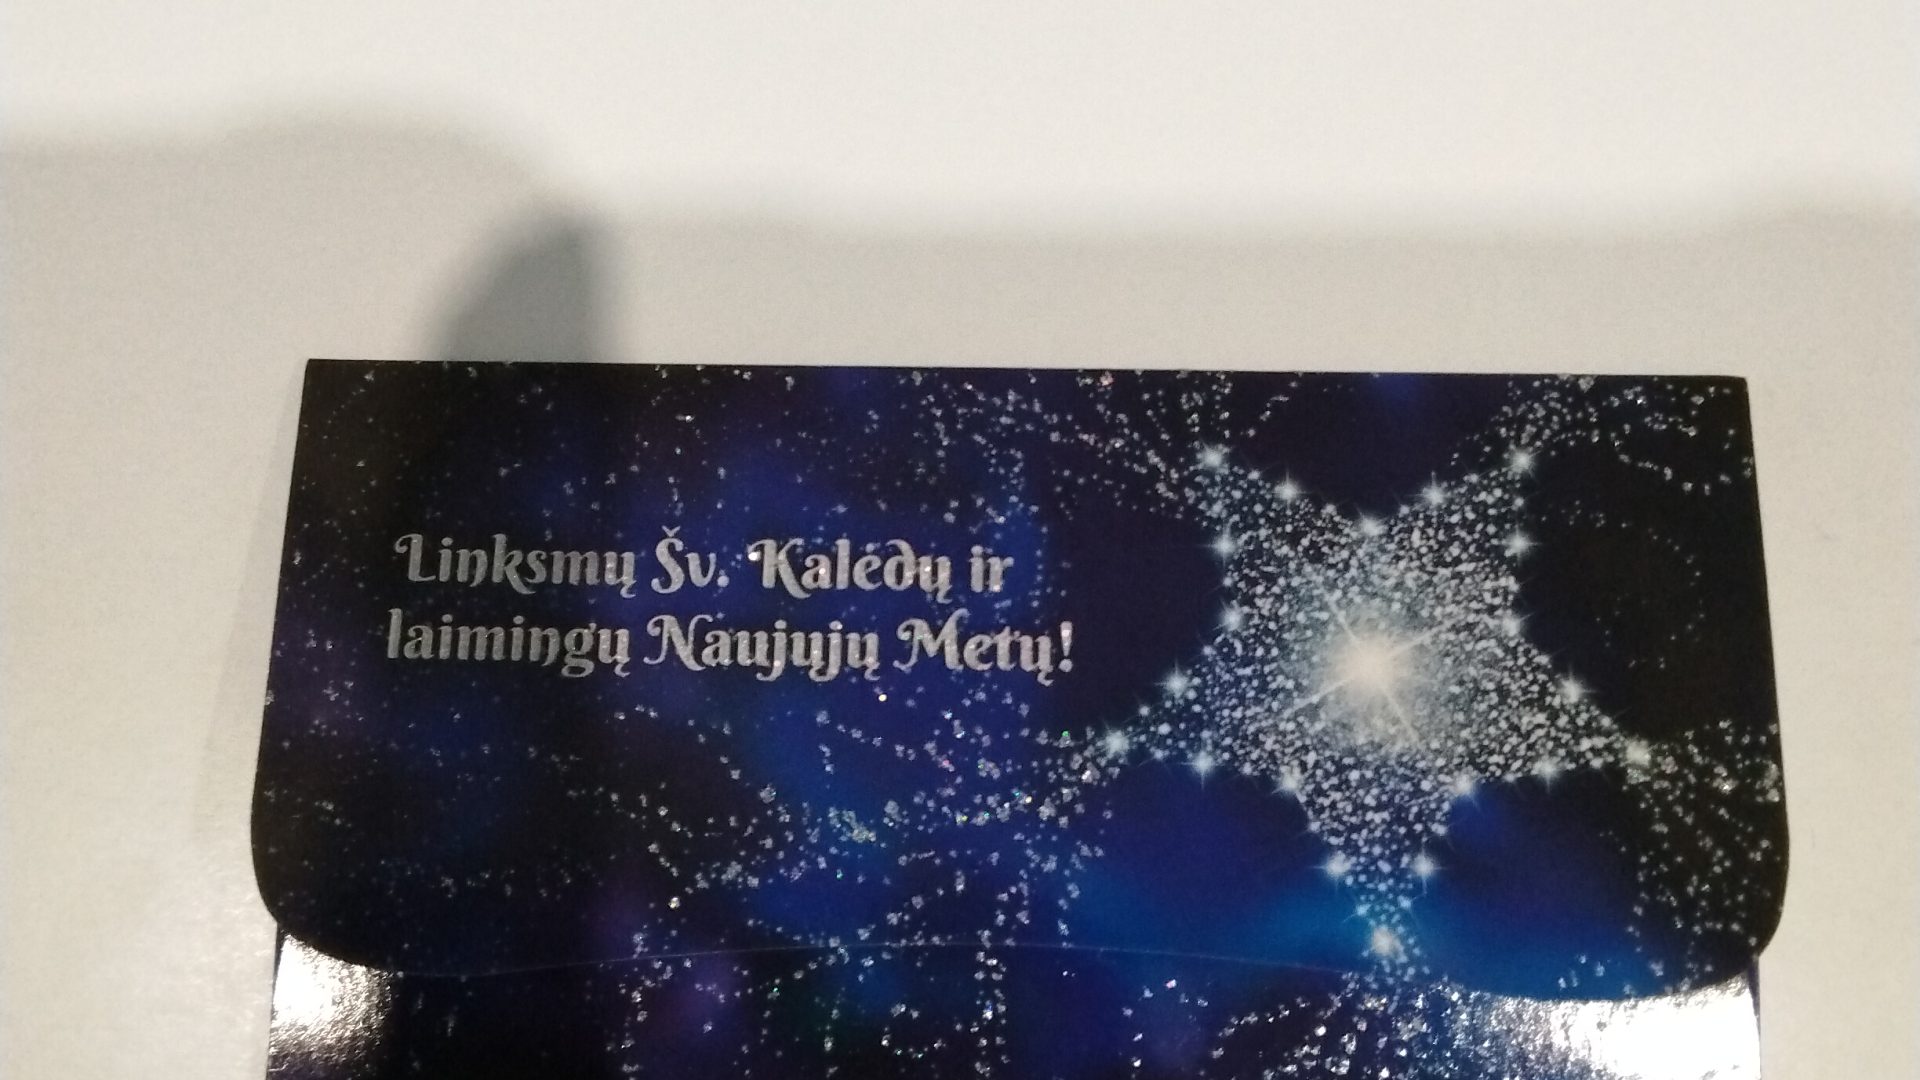 Linksmų Šv. Kalėdų ir
laimingų Naujųjų Metų!